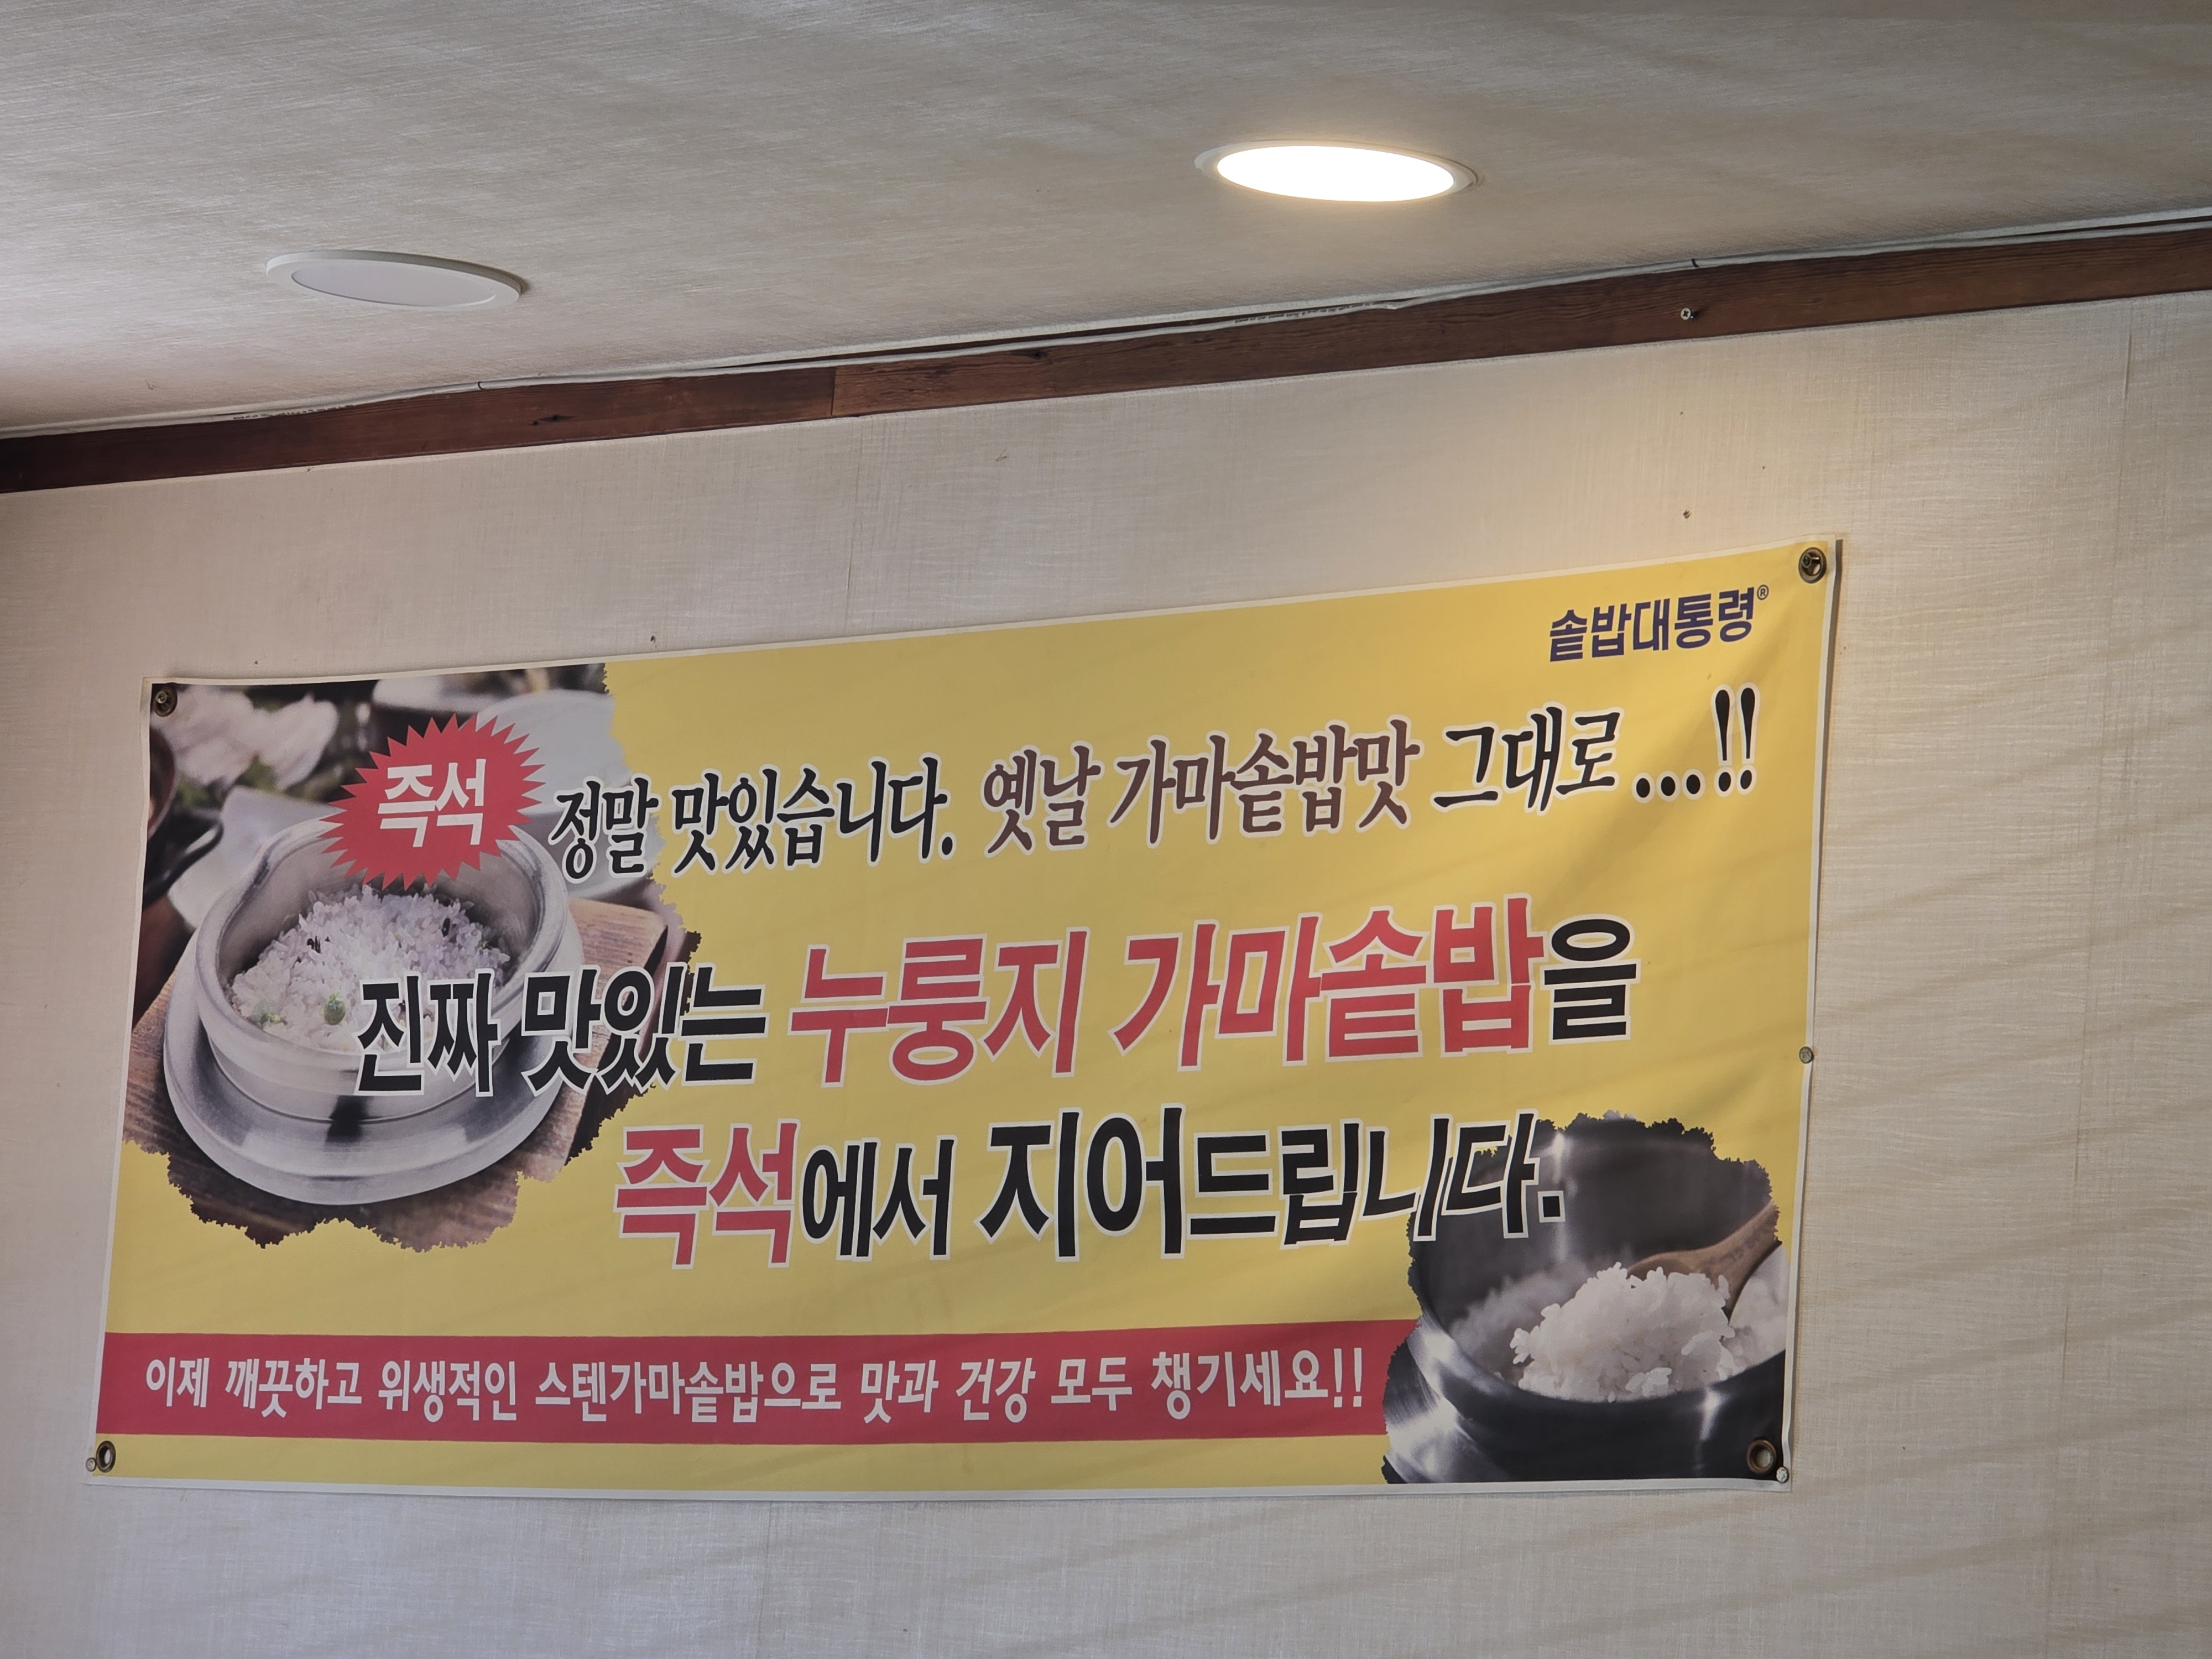 솥밥대통령®
즉석
정말 맛있습니다. 옛날 가마솥밥맛 그대로...!!
진짜 맛있는 누룽지 가마솥밥을
즉석에서 지어드립니다.
이제 깨끗하고 위생적인 스텐가마솥밥으로 맛과 건강 모두 챙기세요!!